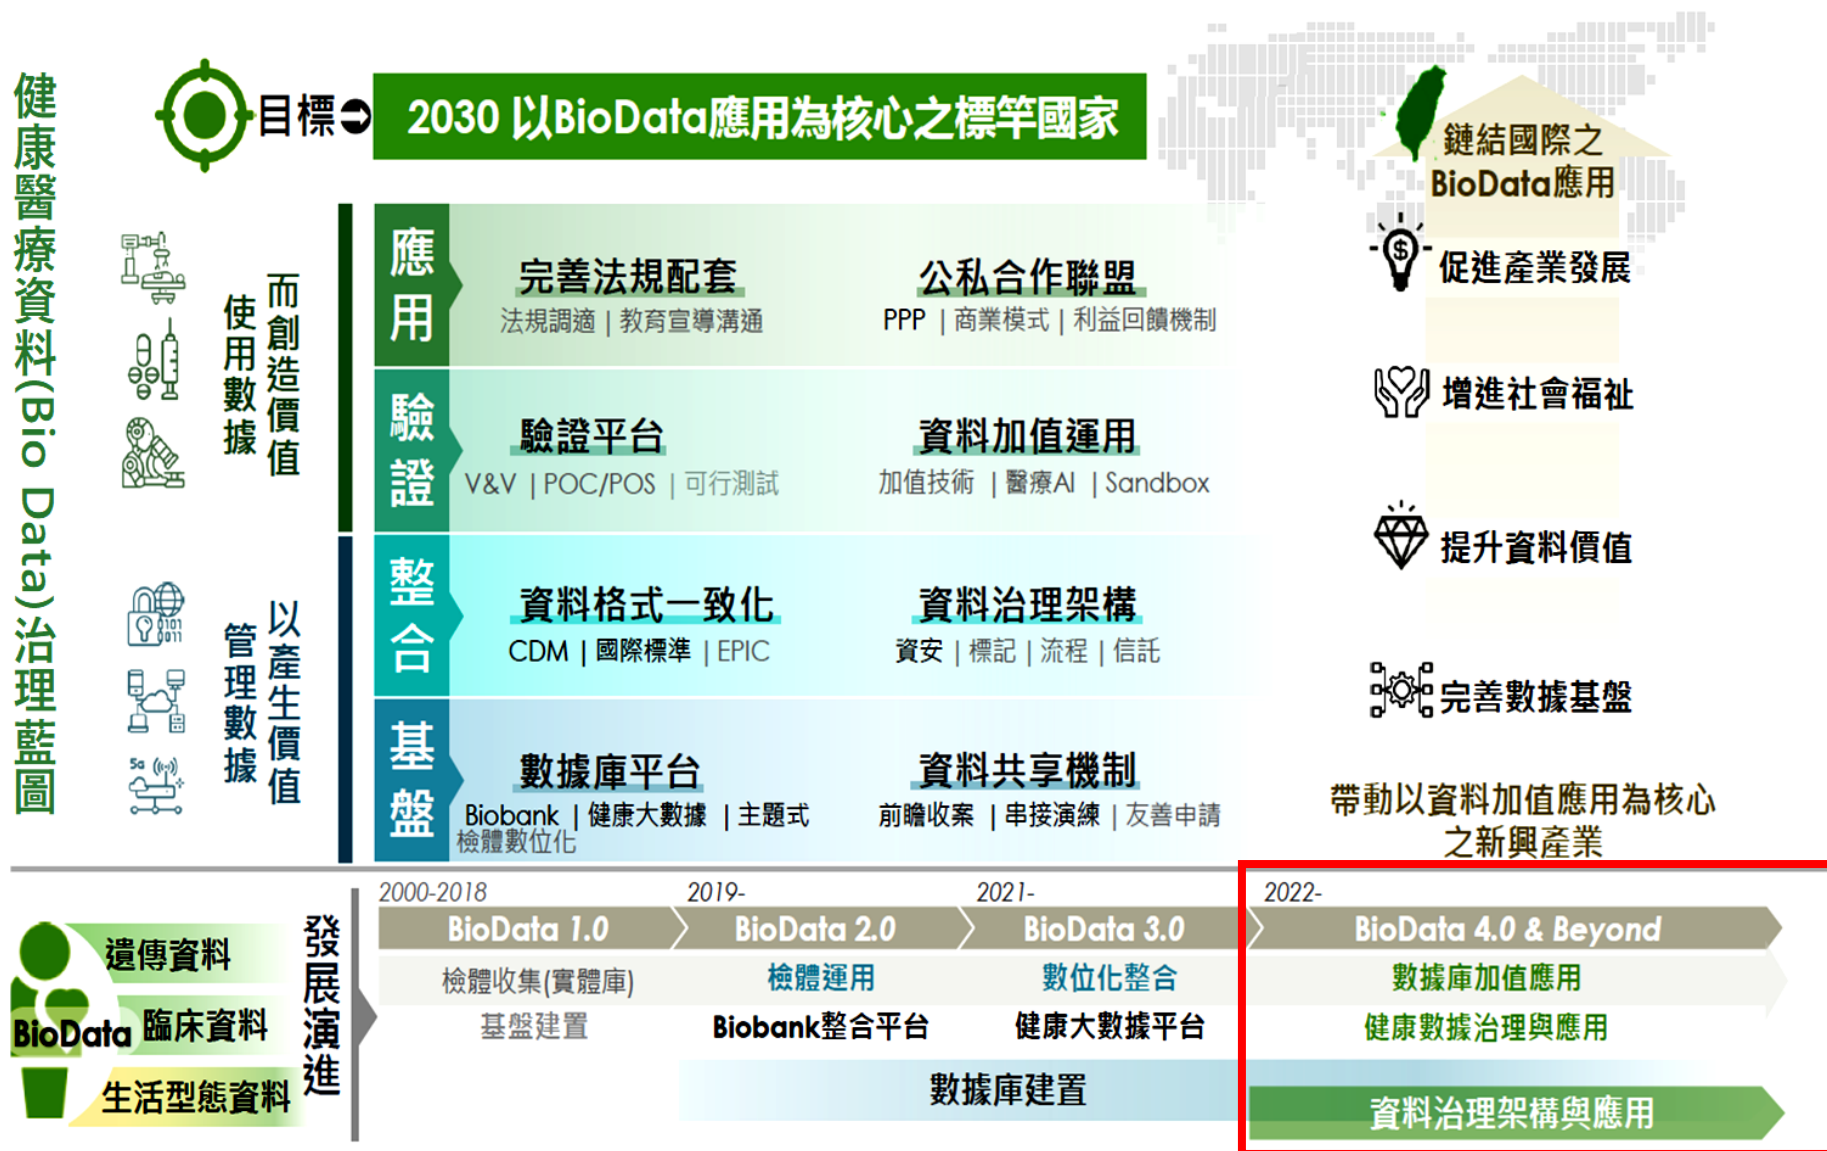 健康醫療資料(Bio Data)治理藍圖
目標
2030 以BioData應用為核心之標竿國家
鏈結國際之
BioData應用
使用數據
而創造價值
應用
完善法規配套
法規調適 | 教育宣導溝通
公私合作聯盟
PPP | 商業模式 | 利益回饋機制
促進產業發展
驗證
驗證平台
V&V | POC/POS | 可行測試
資料加值運用
加值技術 | 醫療AI | Sandbox
增進社會福祉
管理數據
以產生價值
101
011
5G
整合
資料格式一致化
CDM | 國際標準 | EPIC
資料治理架構
資安 | 標記 | 流程 | 信託
提升資料價值
基盤
數據庫平台
Biobank | 健康大數據 | 主題式
檢體數位化
資料共享機制
前瞻收案 | 串接演練 | 友善申請
完善數據基盤
帶動以資料加值應用為核心
之新興產業
BioData
遺傳資料
臨床資料
生活型態資料
發展演進
2000-2018
BioData 1.0
檢體收集(實體庫)
基盤建置
2019-
BioData 2.0
檢體運用
Biobank整合平台
2021-
BioData 3.0
數位化整合
健康大數據平台
2022-
BioData 4.0 & Beyond
數據庫加值應用
健康數據治理與應用
數據庫建置
資料治理架構與應用